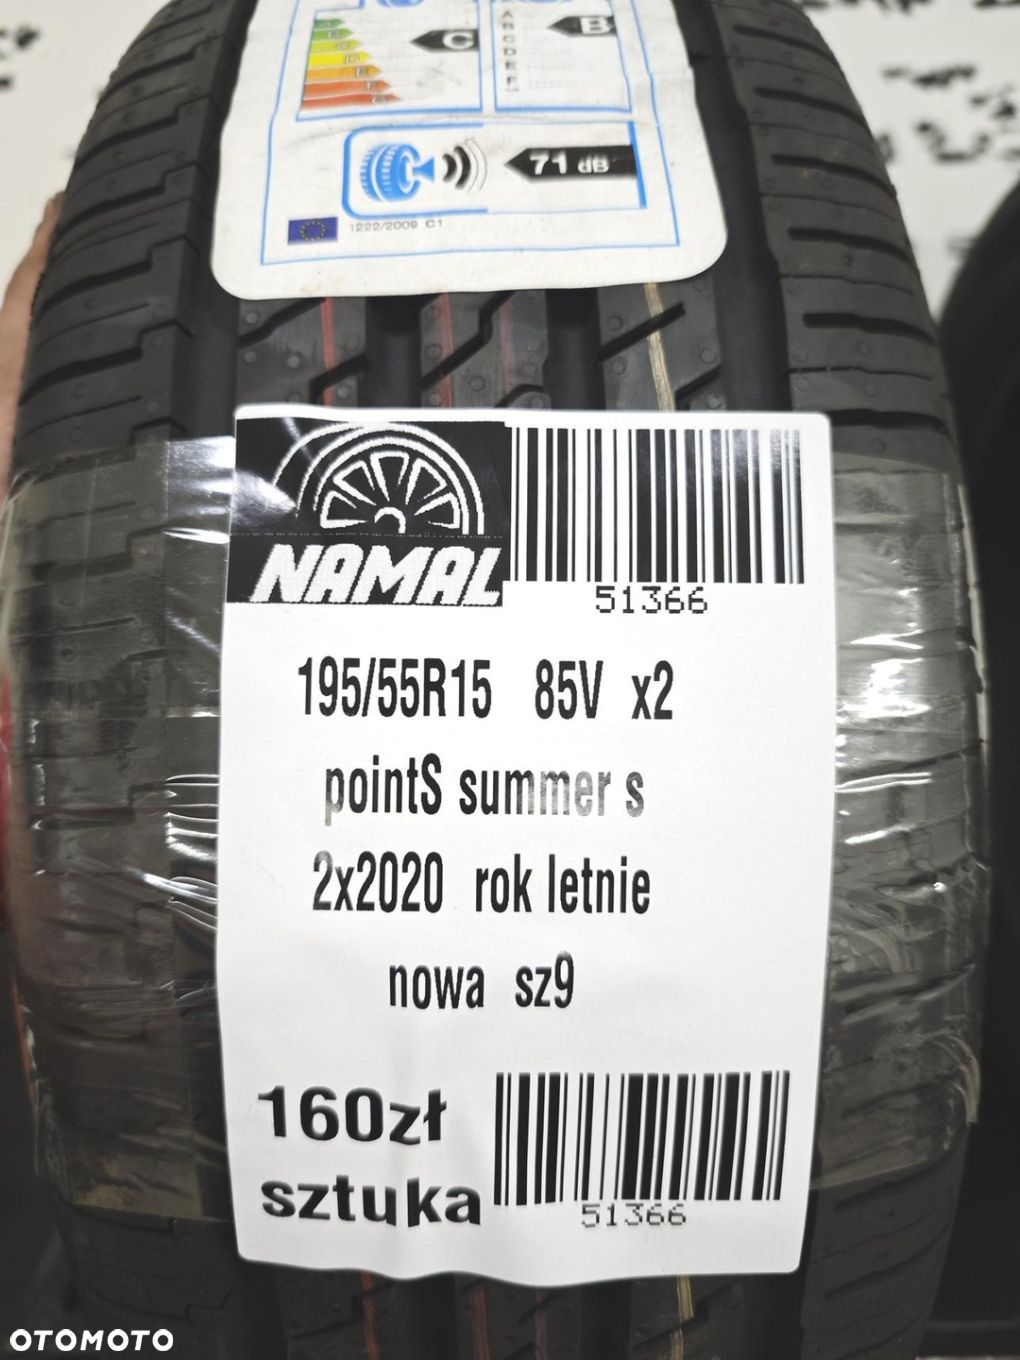 A
B
C
D
E
F
G
C
A
B
C
D
E
F
G
B
71 dB
1222/2009 C1
NAMAL
51366
195/55R15 85V x2
pointS summer s
2x2020 rok letnie
nowa sz9
160zł
sztuka
51366
OTOMOTO